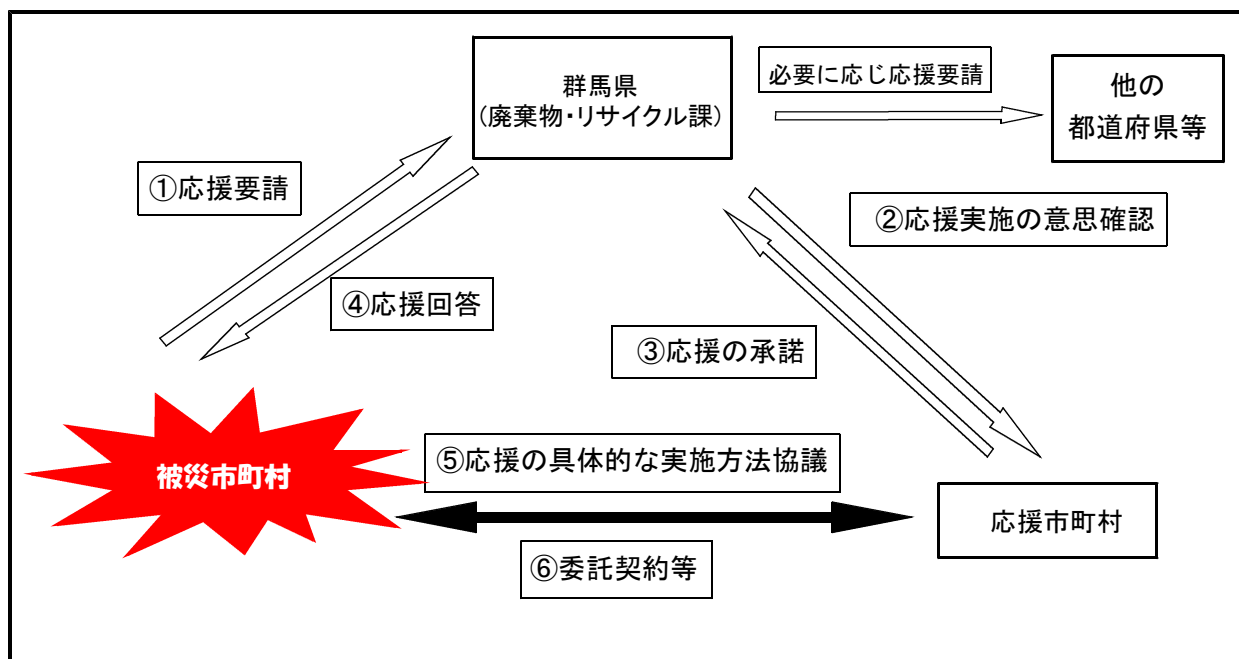 群馬県
(廃棄物・リサイクル課)
必要に応じ応援要請
他の
都道府県等
①応援要請
②応援実施の意思確認
④応援回答
③応援の承諾
被災市町村
⑤応援の具体的な実施方法協議
応援市町村
⑥委託契約等